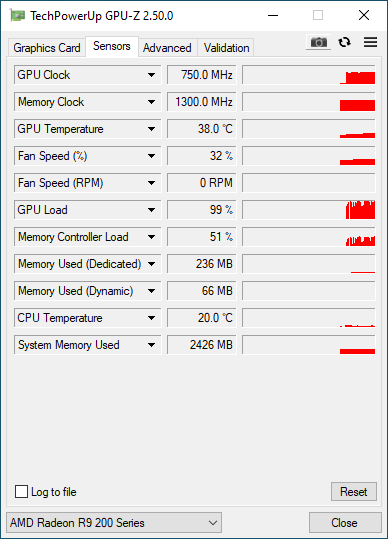 TechPowerUp GPU-Z 2.50.0
Graphics Card Sensors Advanced Validation
GPU Clock 750.0 MHz
Memory Clock 1300.0 MHz
GPU Temperature 38.0 °C
Fan Speed (%) 32 %
Fan Speed (RPM) 0 RPM
GPU Load 99 %
Memory Controller Load 51 %
Memory Used (Dedicated) 236 MB
Memory Used (Dynamic) 66 MB
CPU Temperature 20.0 °C
System Memory Used 2426 MB
Log to file Reset
AMD Radeon R9 200 Series Close